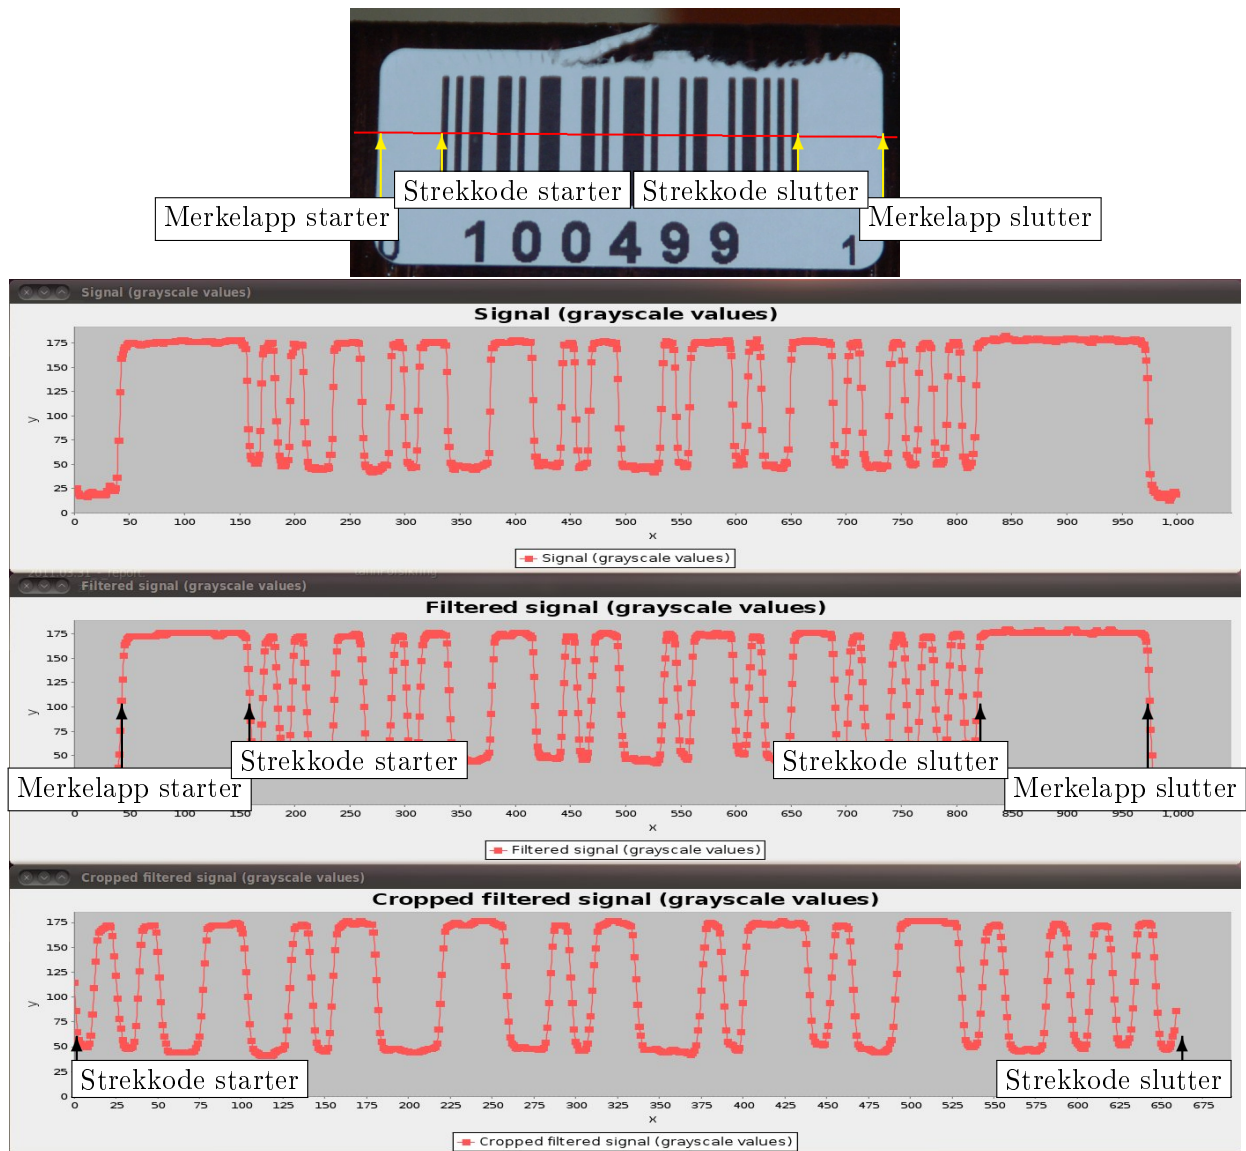 Strekkode starter
Strekkode slutter
Merkelapp starter
Merkelapp slutter
0
100499
1
Signal (grayscale values)
Signal (grayscale values)
175
150
125
100
75
50
25
0
y
0 50 100 150 200 250 300 350 400 450 500 550 600 650 700 750 800 850 900 950 1,000
x
Signal (grayscale values)
Filtered signal (grayscale values)
Filtered signal (grayscale values)
175
150
125
100
75
50
y
Strekkode starter
Strekkode slutter
Merkelapp starter
Merkelapp slutter
0 50 100 150 200 250 300 350 400 450 500 550 600 650 700 750 800 850 900 950 1,000
x
Filtered signal (grayscale values)
Cropped filtered signal (grayscale values)
Cropped filtered signal (grayscale values)
175
150
125
100
75
50
25
0
y
Strekkode starter
Strekkode slutter
0 25 50 75 100 125 150 175 200 225 250 275 300 325 350 375 400 425 450 475 500 525 550 575 600 625 650 675
x
Cropped filtered signal (grayscale values)